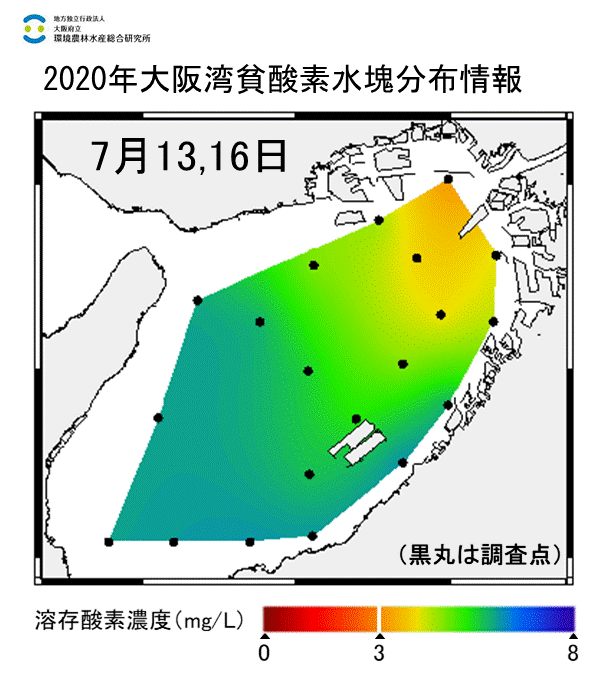 地方独立行政法人
大阪府立
環境農林水産総合研究所
2020年大阪湾貧酸素水塊分布情報
7月13,16日
(黒丸は調査点)
溶存酸素濃度(mg/L)
0 3 8